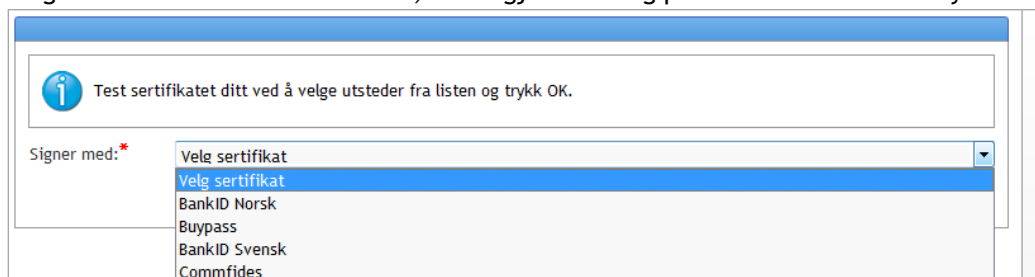 Test sertifikatet ditt ved å velge utsteder fra listen og trykk OK.
Signer med:*
Velg sertifikat
Velg sertifikat
BankID Norsk
Buypass
BankID Svensk
Commfides